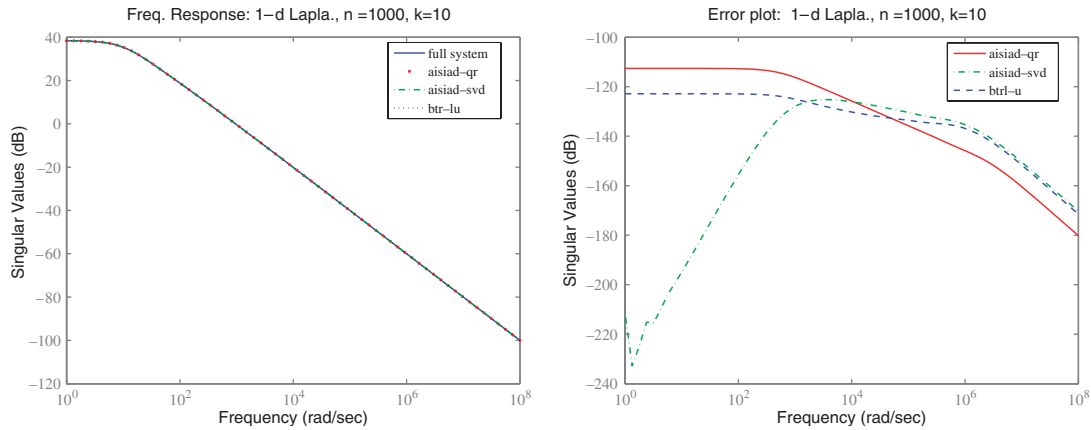 Freq. Response: 1–d Lapla., n =1000, k=10
40
20
0
−20
−40
−60
−80
−100
−120
Singular Values (dB)
10^0
10^2
10^4
10^6
10^8
Frequency (rad/sec)
full system
aisiad–qr
aisiad–svd
btr–lu
Error plot: 1–d Lapla., n =1000, k=10
−100
−120
−140
−160
−180
−200
−220
−240
Singular Values (dB)
10^0
10^2
10^4
10^6
10^8
Frequency (rad/sec)
aisiad–qr
aisiad–svd
btrl–u